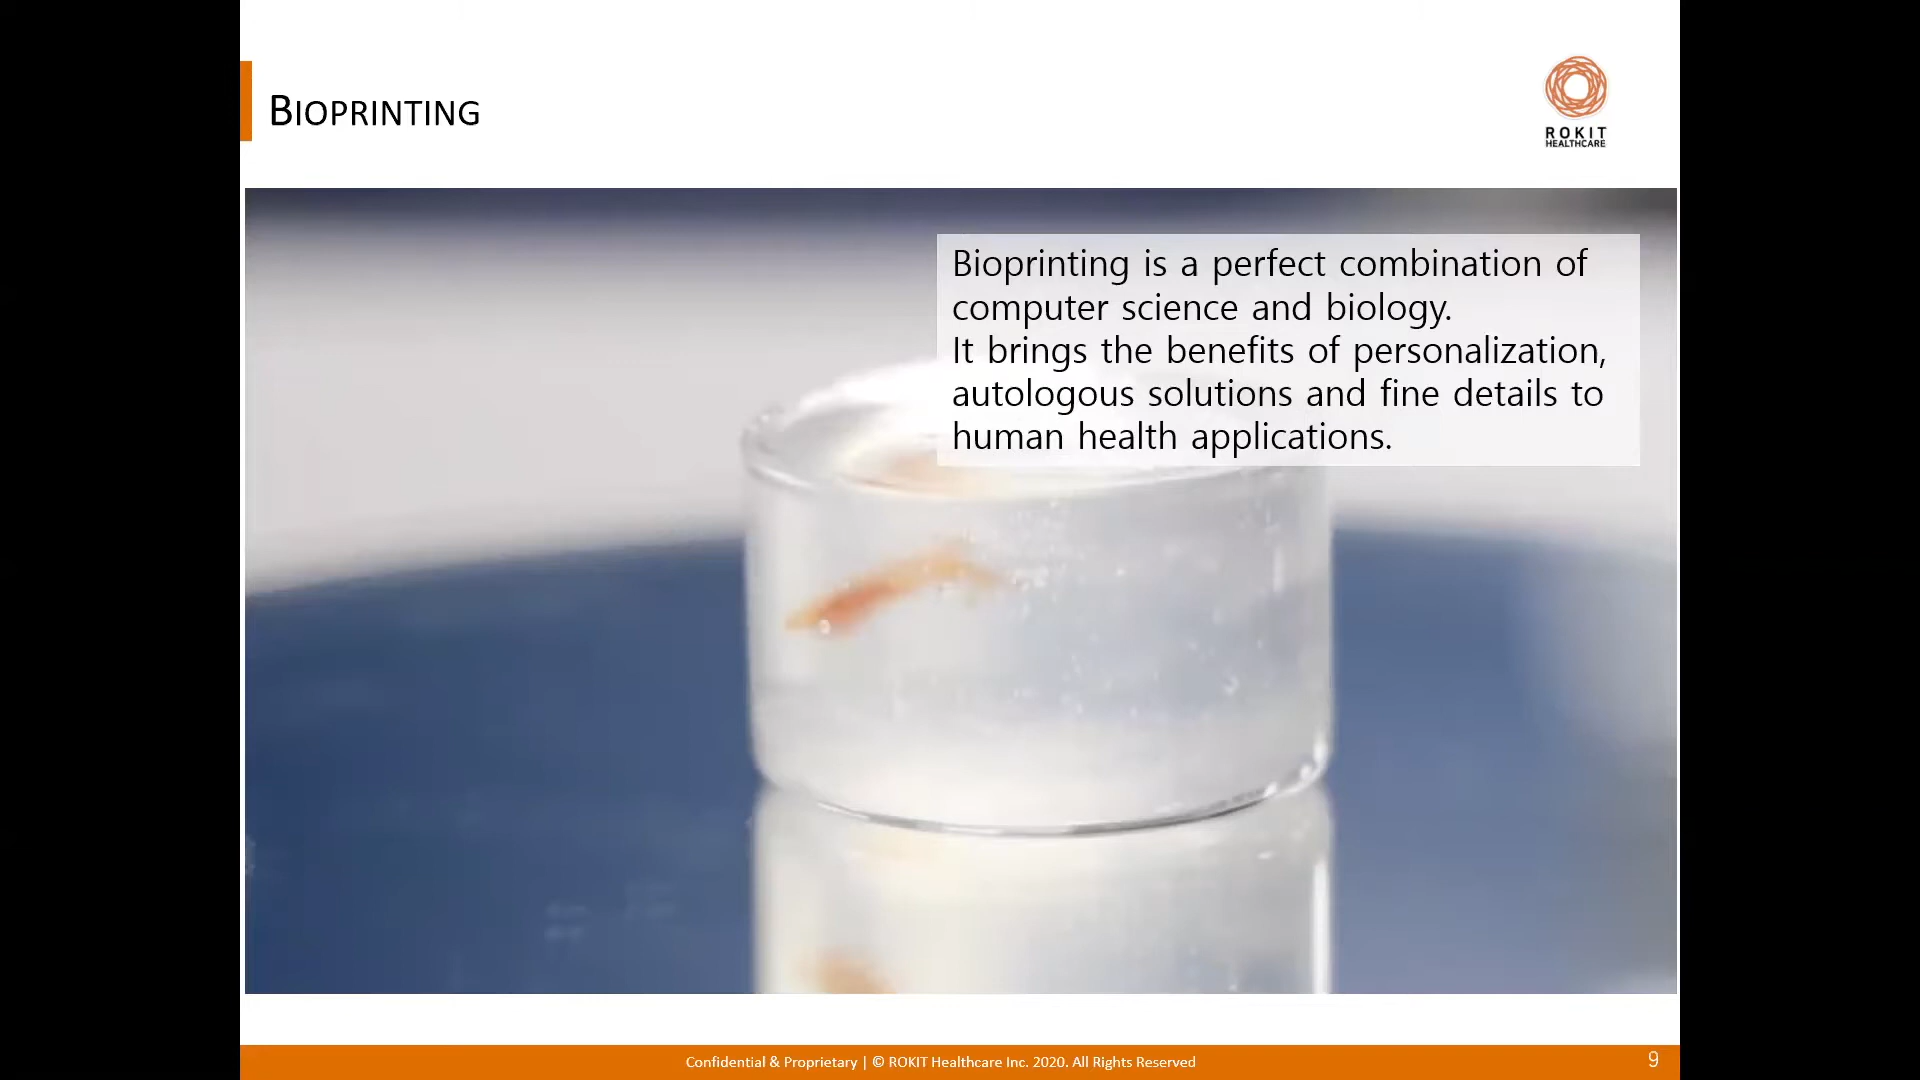 BIOPRINTING
ROKIT
HEALTHCARE
Bioprinting is a perfect combination of
computer science and biology.
It brings the benefits of personalization,
autologous solutions and fine details to
human health applications.
Confidential & Proprietary | © ROKIT Healthcare Inc. 2020. All Rights Reserved
9